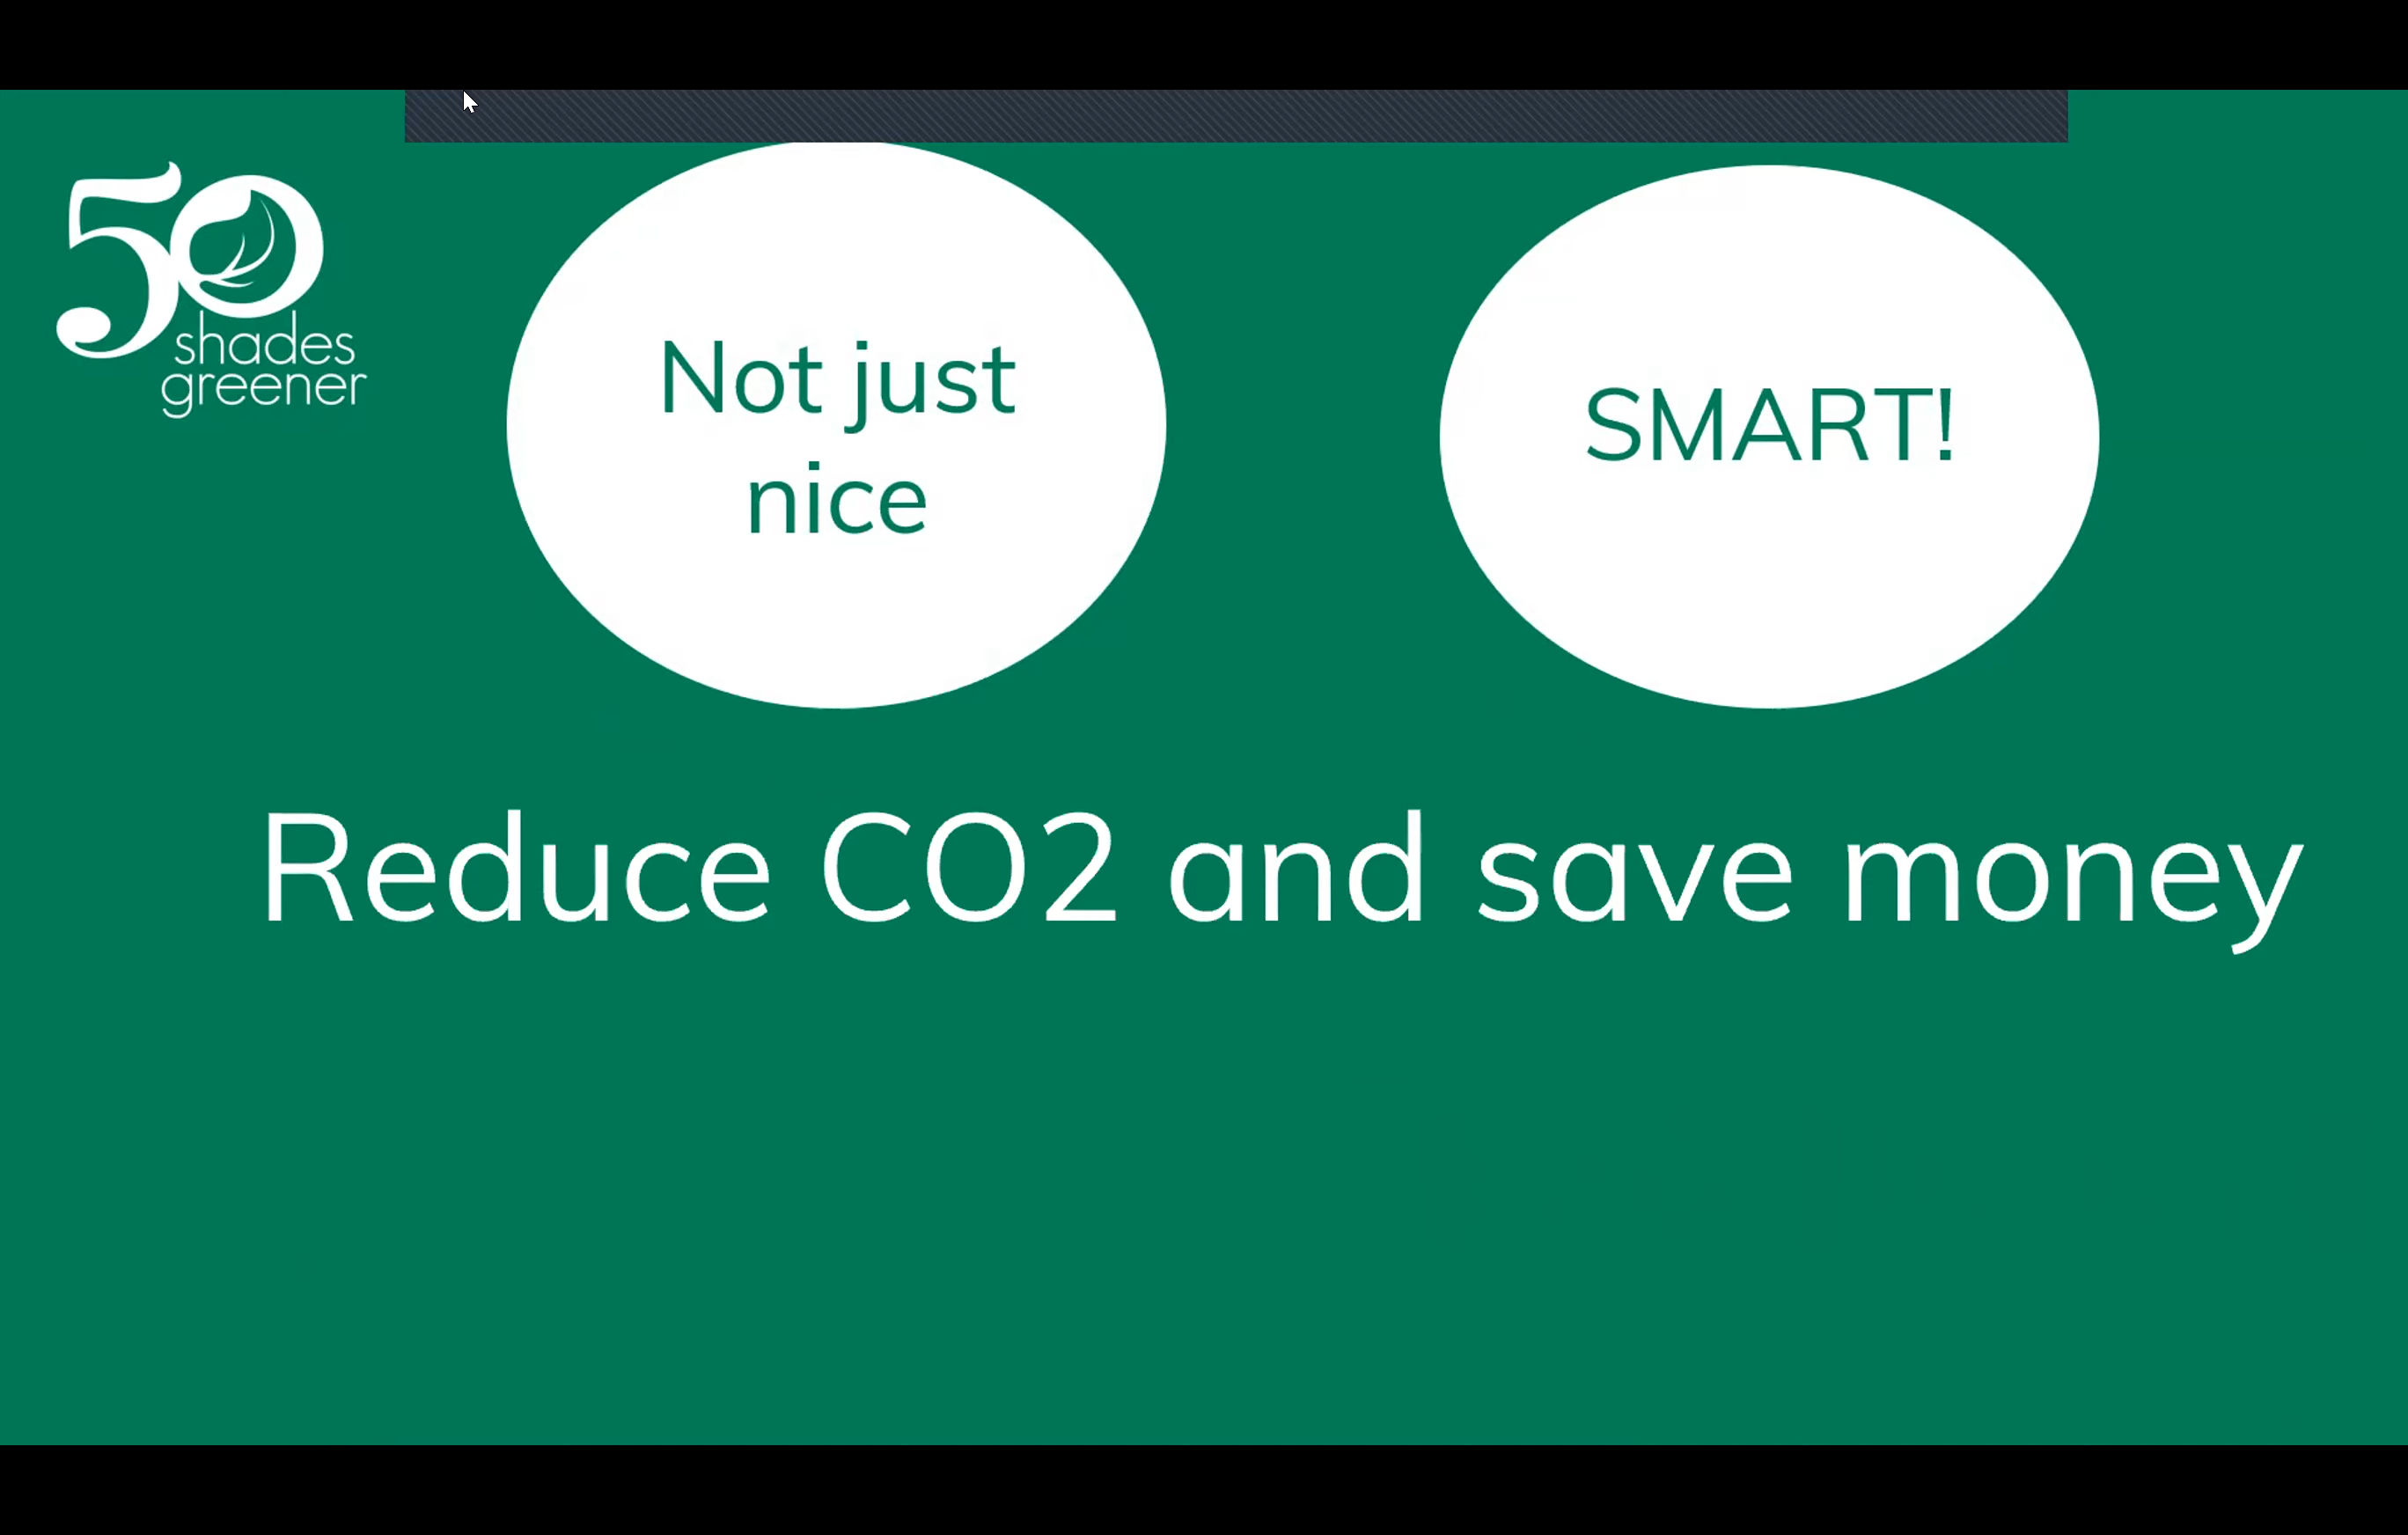 50
shades
greener
Not just
nice
SMART!
Reduce CO2 and save money